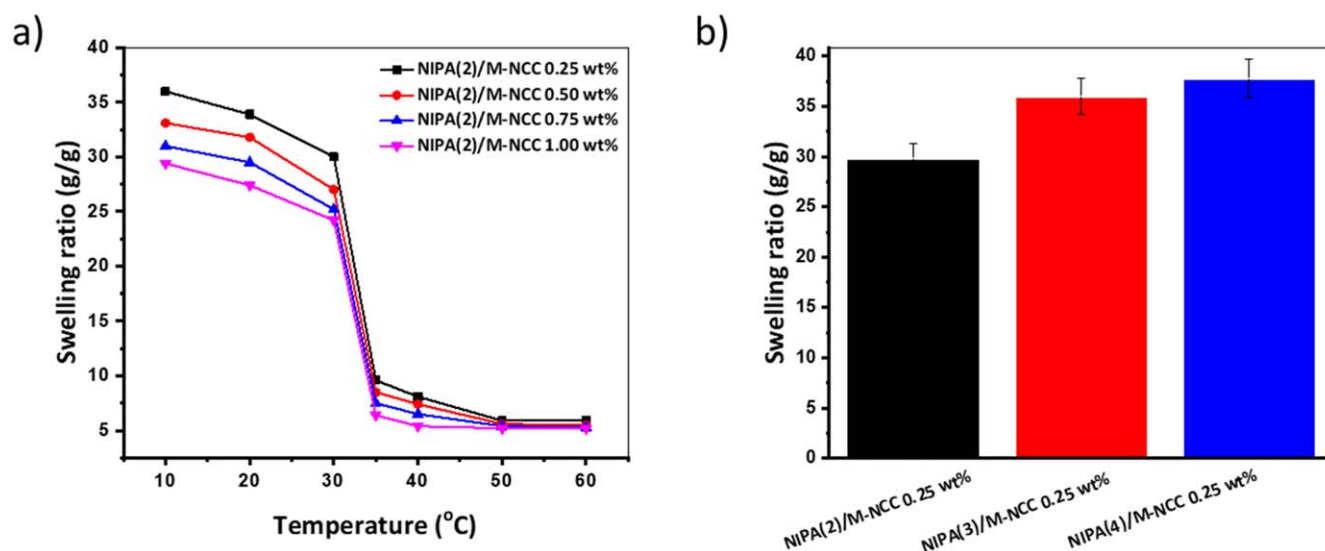 a)
Swelling ratio (g/g)
40
35
30
25
20
15
10
5
NIPA(2)/M-NCC 0.25 wt%
NIPA(2)/M-NCC 0.50 wt%
NIPA(2)/M-NCC 0.75 wt%
NIPA(2)/M-NCC 1.00 wt%
10 20 30 40 50 60
Temperature (°C)
b)
Swelling ratio (g/g)
40
35
30
25
20
15
10
5
0
NIPA(2)/M-NCC 0.25 wt%
NIPA(3)/M-NCC 0.25 wt%
NIPA(4)/M-NCC 0.25 wt%